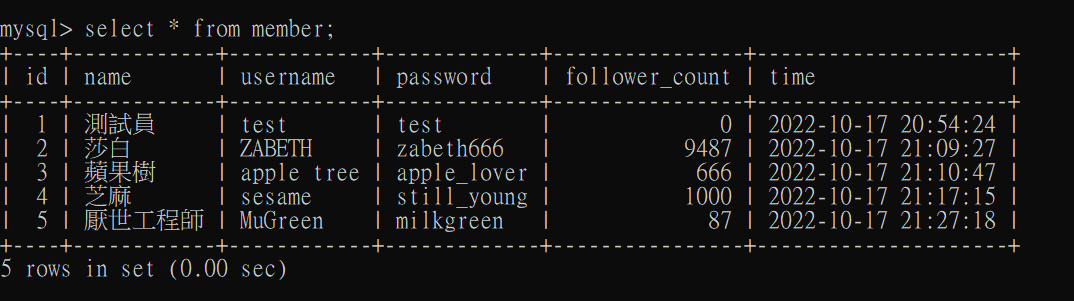 mysql> select * from member;
+----+------------+-----------+-------------+----------------+---------------------+
| id | name | username | password | follower_count | time |
+----+------------+-----------+-------------+----------------+---------------------+
| 1 | 測試員 | test | test | 0 | 2022-10-17 20:54:24 |
| 2 | 莎白 | ZABETH | zabeth666 | 9487 | 2022-10-17 21:09:27 |
| 3 | 蘋果樹 | apple tree | apple_lover | 666 | 2022-10-17 21:10:47 |
| 4 | 芝麻 | sesame | still_young | 1000 | 2022-10-17 21:17:15 |
| 5 | 厭世工程師 | MuGreen | milkgreen | 87 | 2022-10-17 21:27:18 |
+----+------------+-----------+-------------+----------------+---------------------+
5 rows in set (0.00 sec)